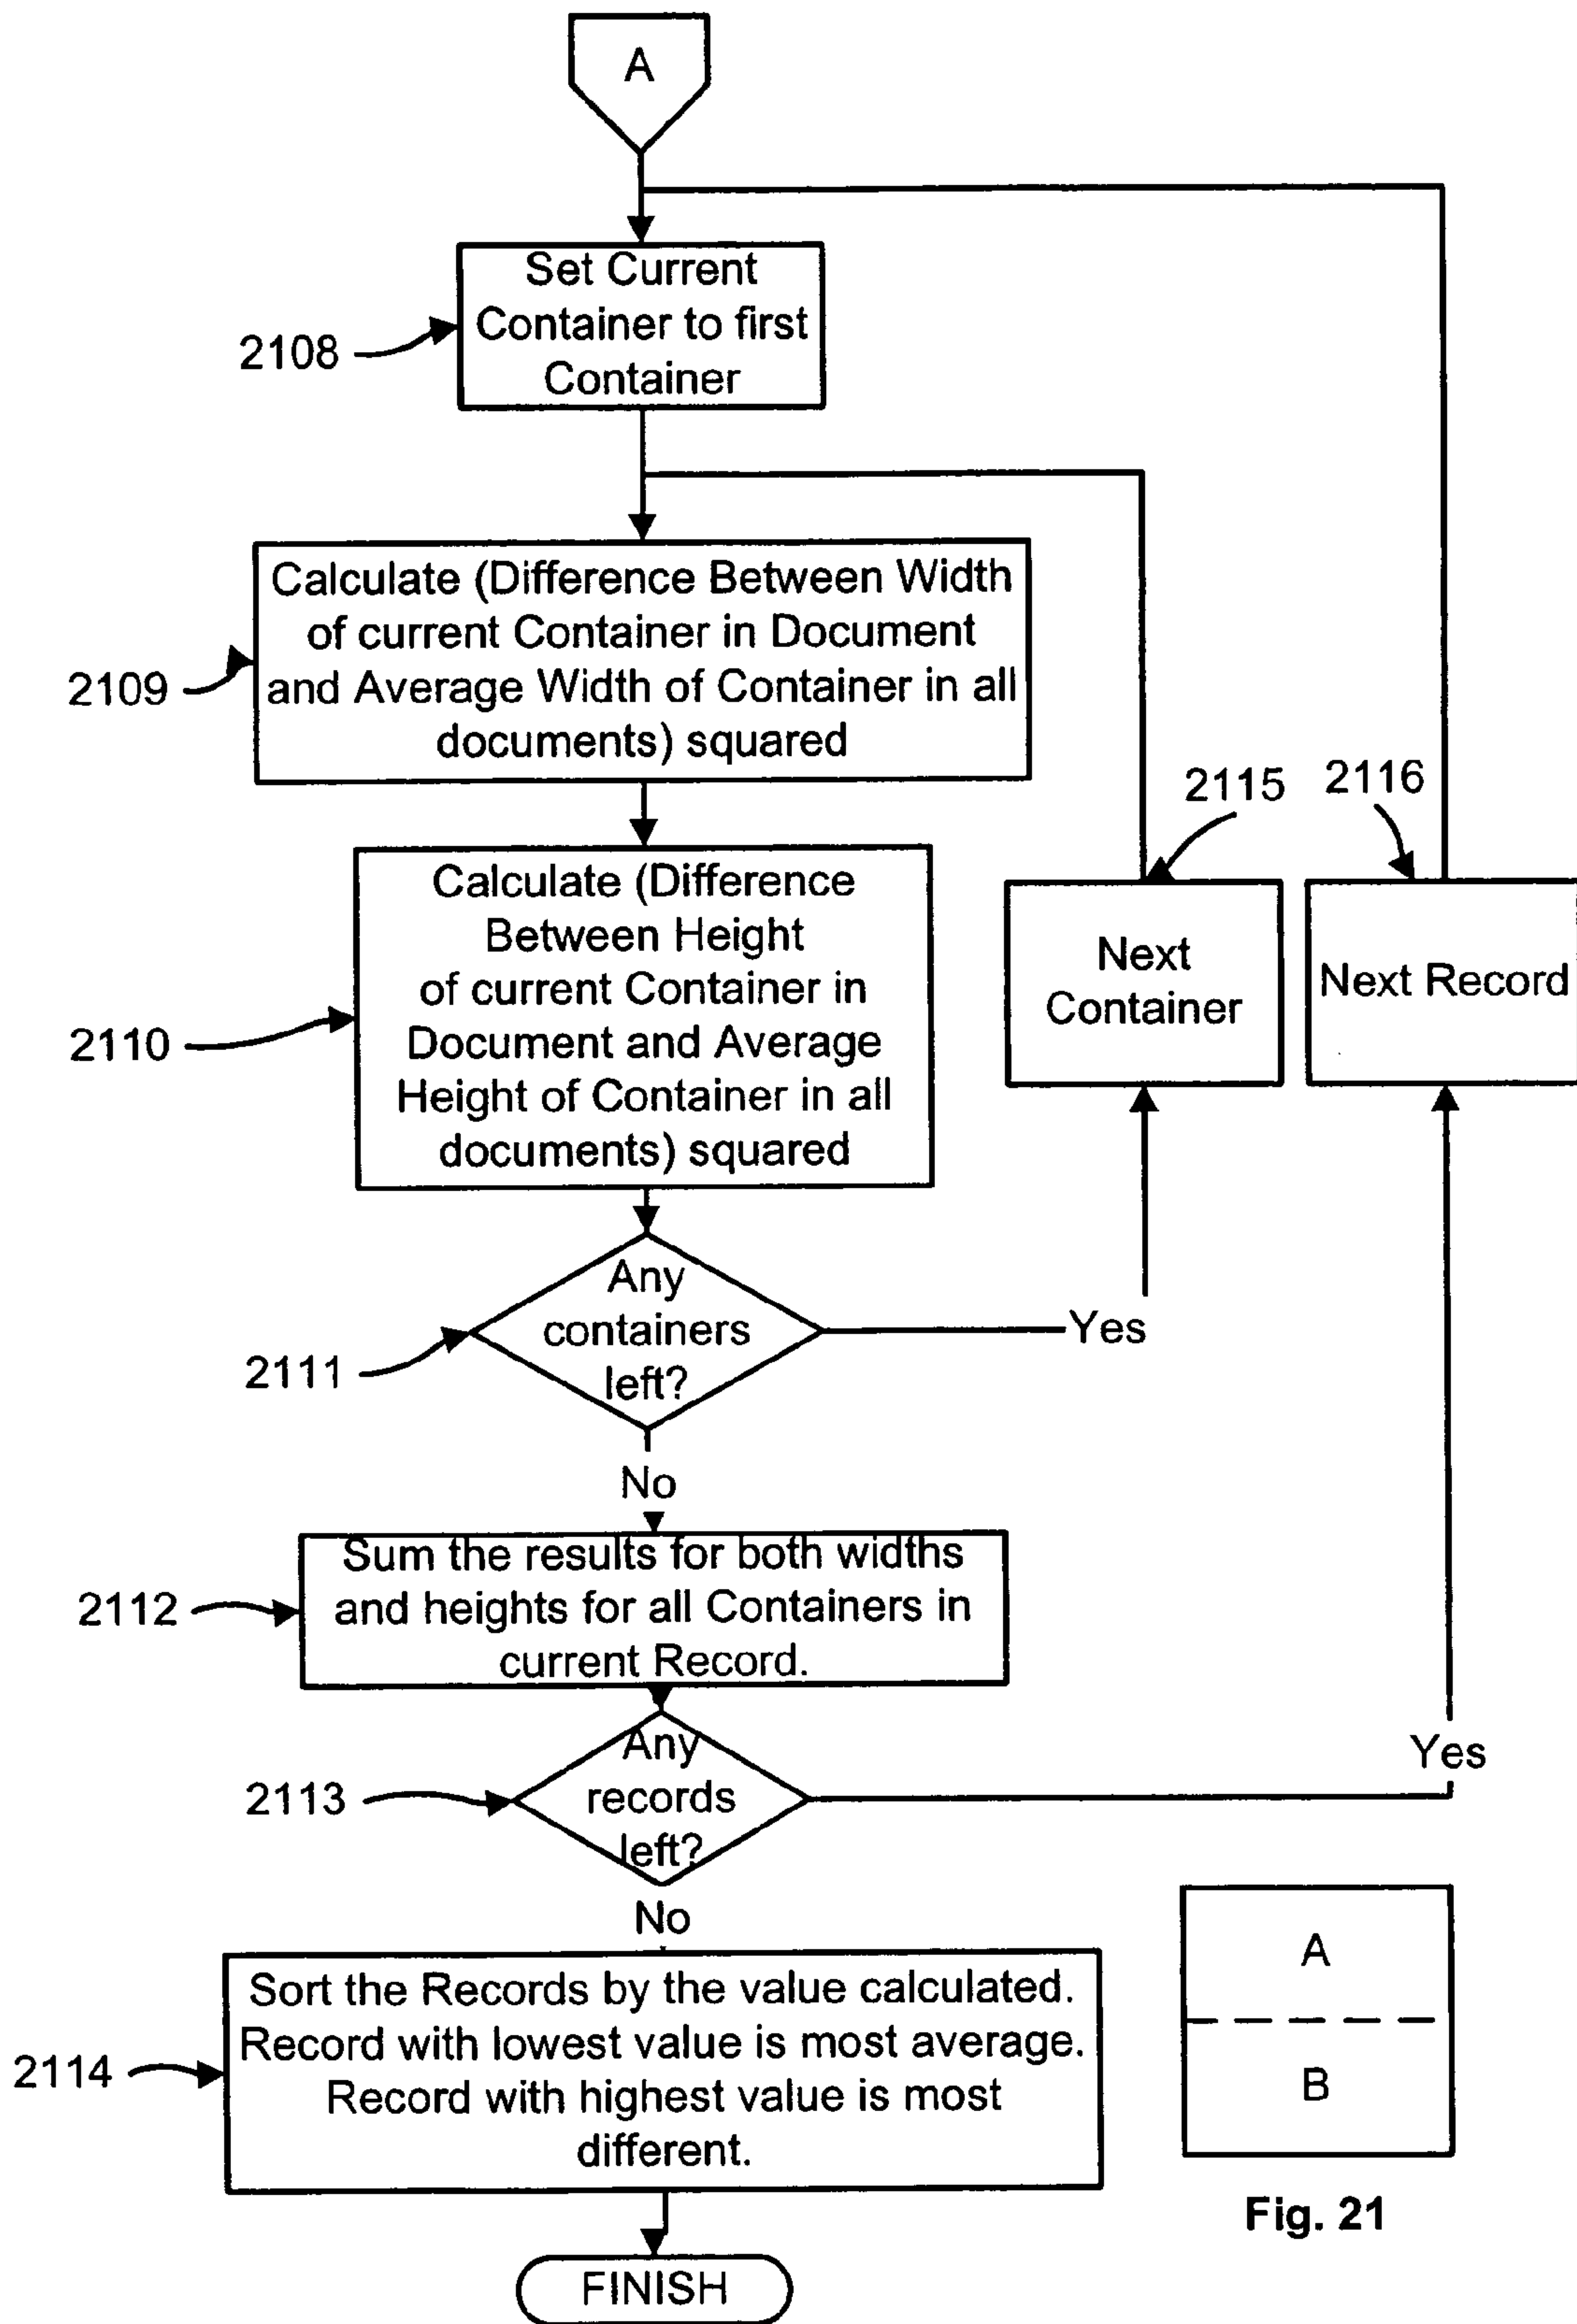 A
Set Current
Container to first
Container
2108
Calculate (Difference Between Width
of current Container in Document
and Average Width of Container in all
documents) squared
2109
2115
2116
Calculate (Difference
Between Height
of current Container in
Document and Average
Height of Container in all
documents) squared
2110
Next
Container
Next Record
Any
containers
left?
2111
Yes
No
Sum the results for both widths
and heights for all Containers in
current Record.
2112
Any
records
left?
2113
Yes
No
Sort the Records by the value calculated.
Record with lowest value is most average.
Record with highest value is most
different.
2114
A
B
Fig. 21
FINISH